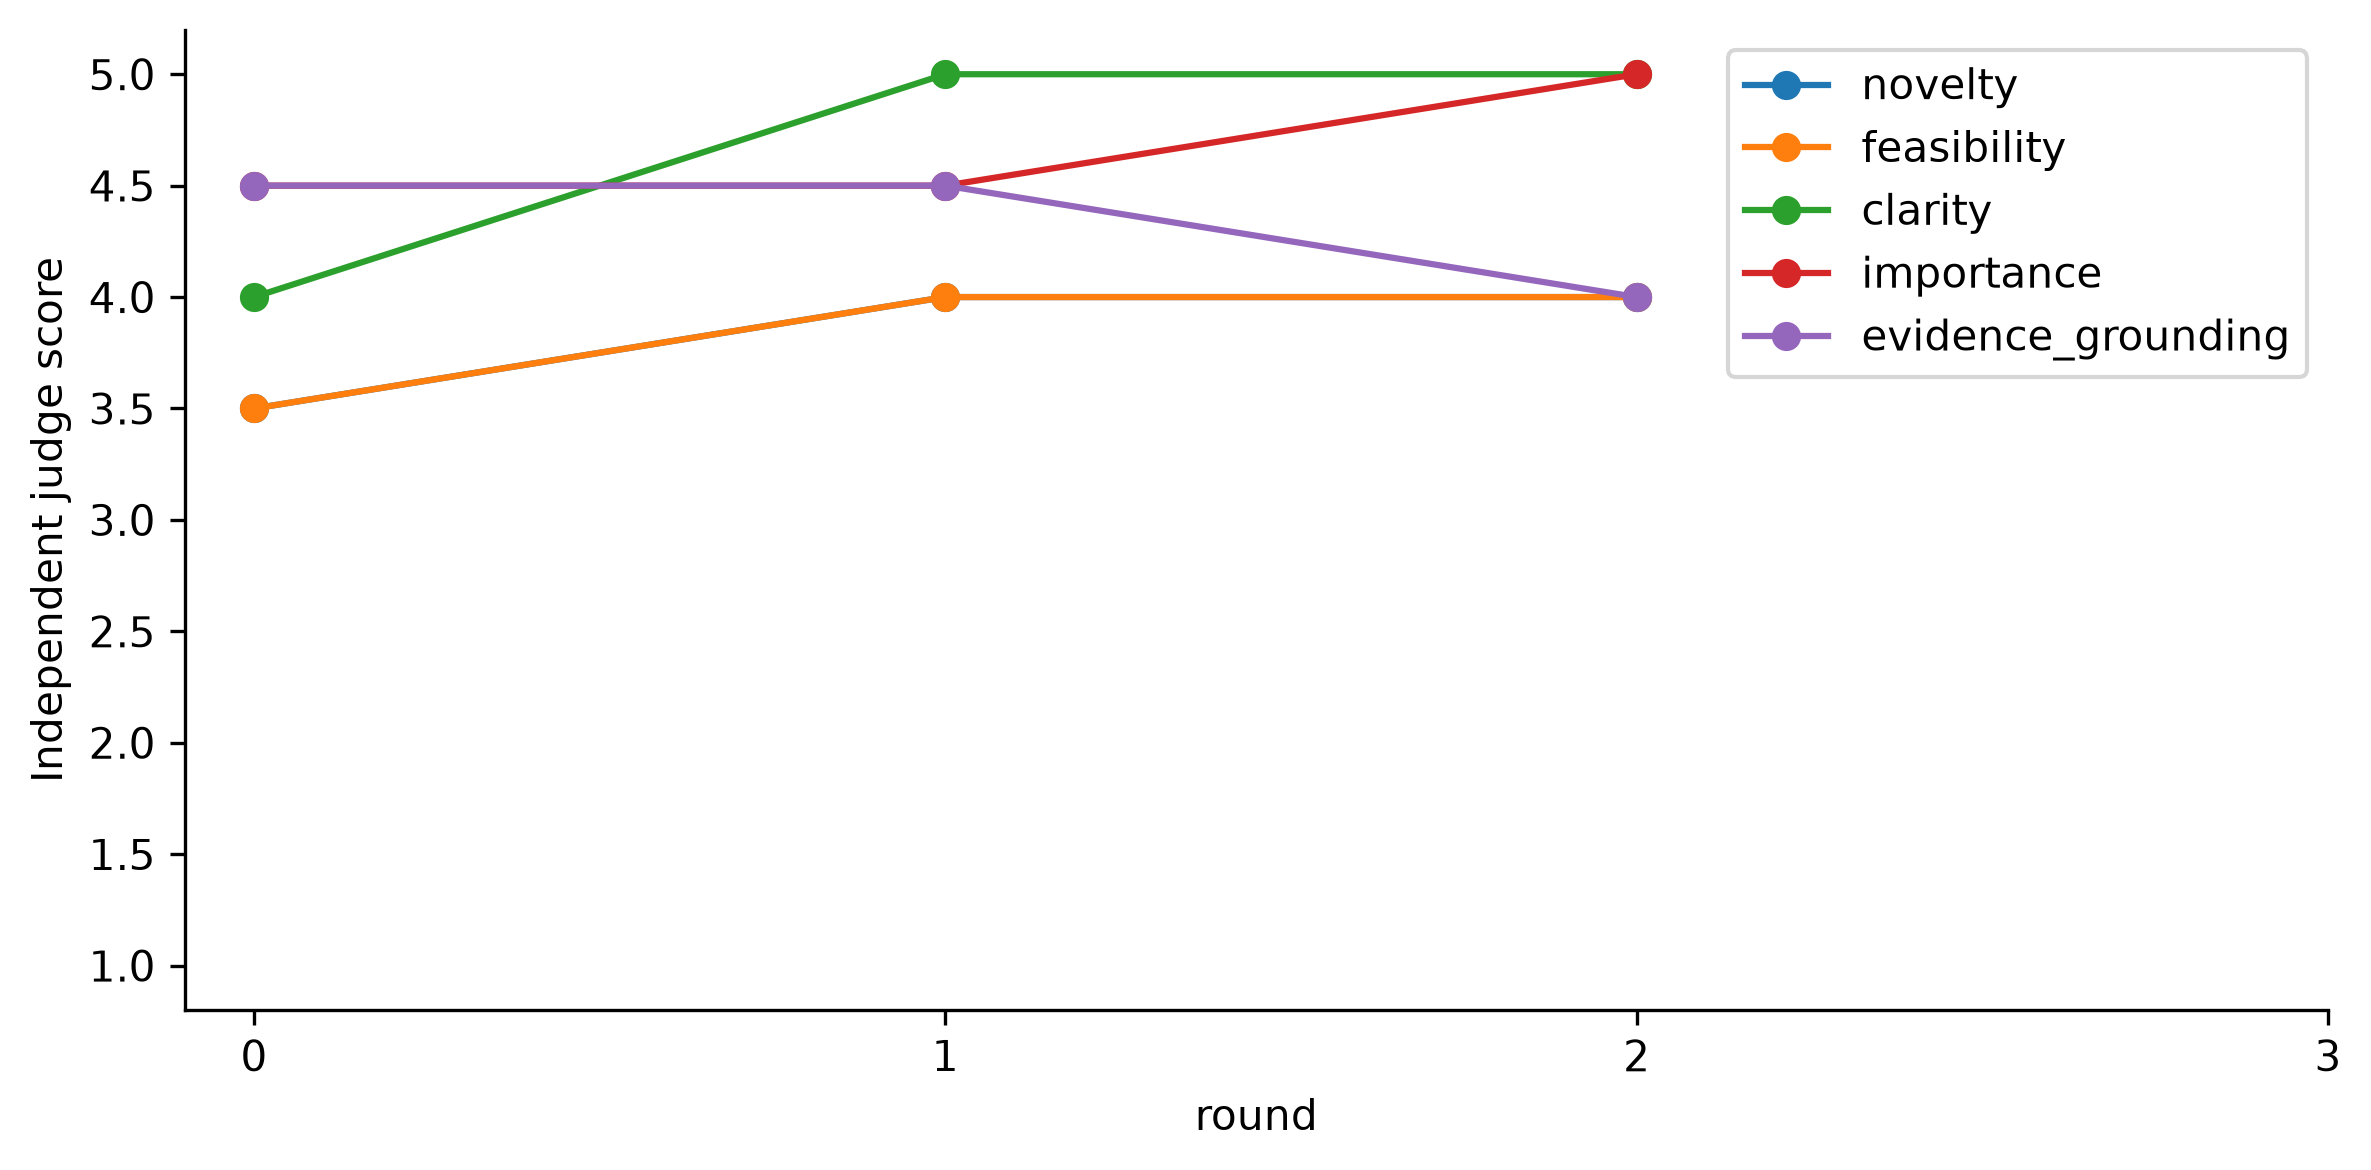 Independent judge score
5.0
4.5
4.0
3.5
3.0
2.5
2.0
1.5
1.0
novelty
feasibility
clarity
importance
evidence_grounding
0 1 2 3
round